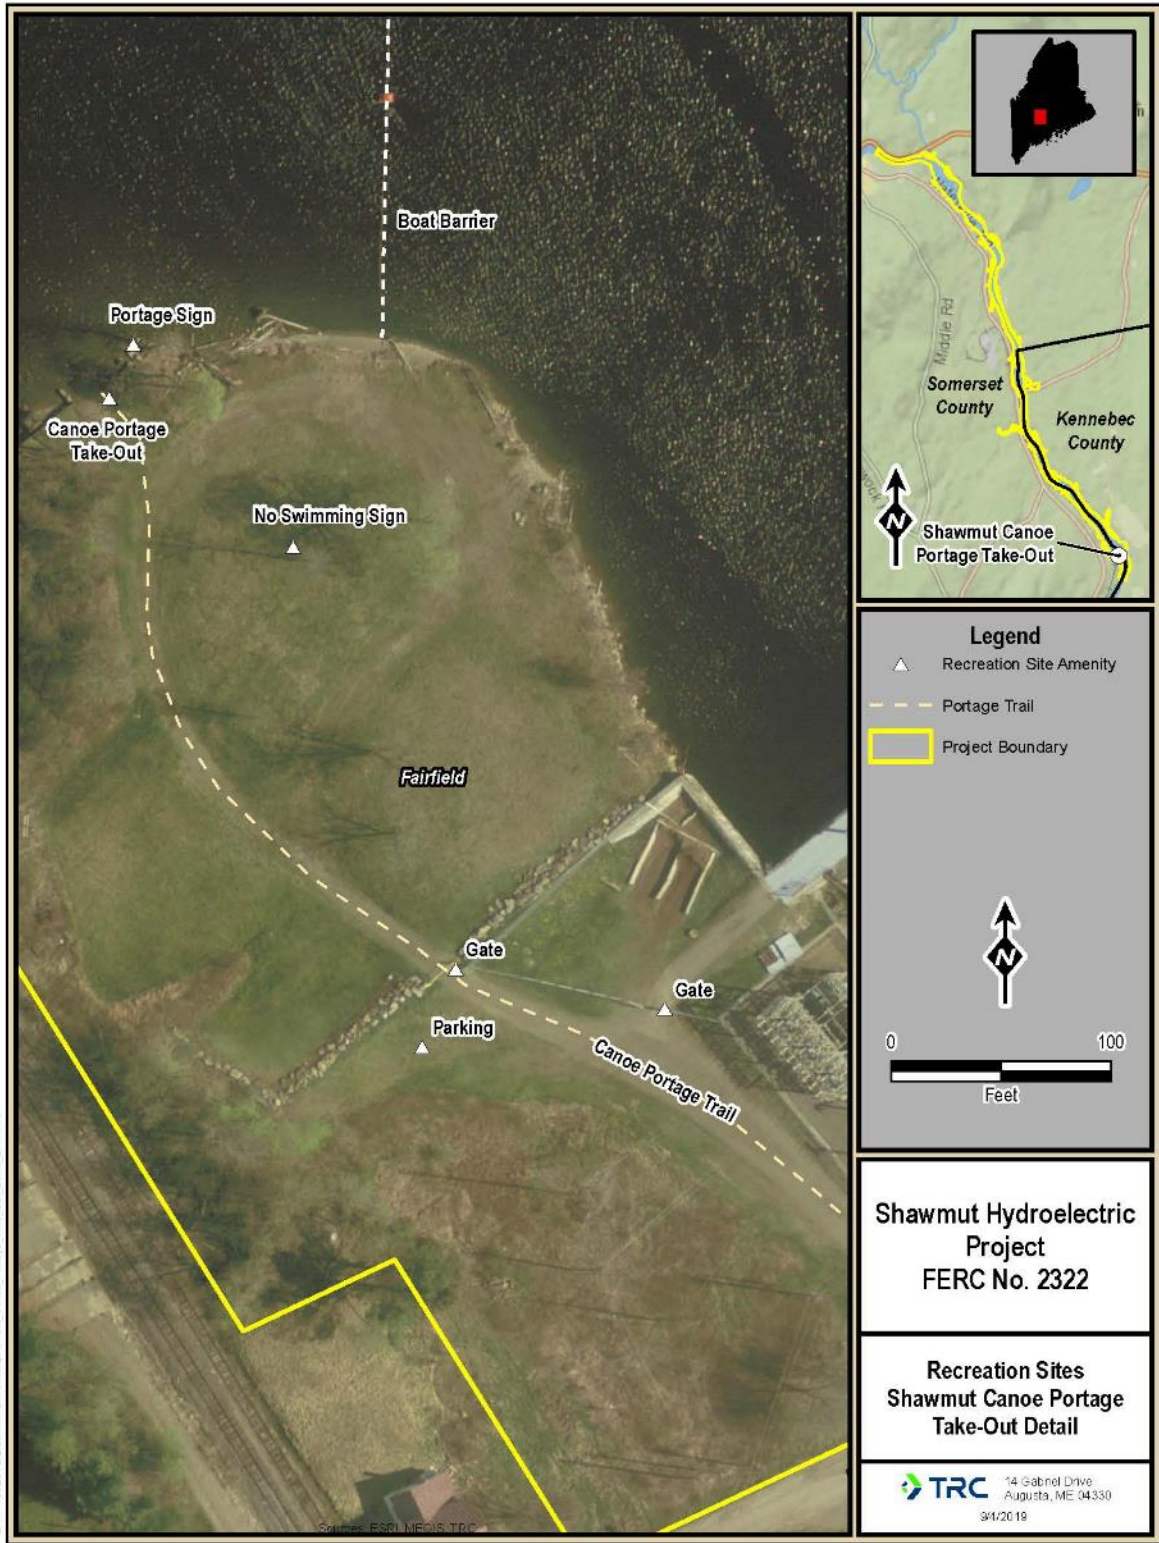 Boat Barrier
Portage Sign
Canoe Portage
Take-Out
No Swimming Sign
Fairfield
Gate
Gate
Parking
Canoe Portage Trail
Sources: ESRI, MEGIS, TRC
Middle Rd
Somerset
County
Kennebec
County
N
Shawmut Canoe
Portage Take-Out
Legend
Recreation Site Amenity
Portage Trail
Project Boundary
N
0 100
Feet
Shawmut Hydroelectric
Project
FERC No. 2322
Recreation Sites
Shawmut Canoe Portage
Take-Out Detail
TRC
14 Gabriel Drive
Augusta, ME 04330
9/4/2019